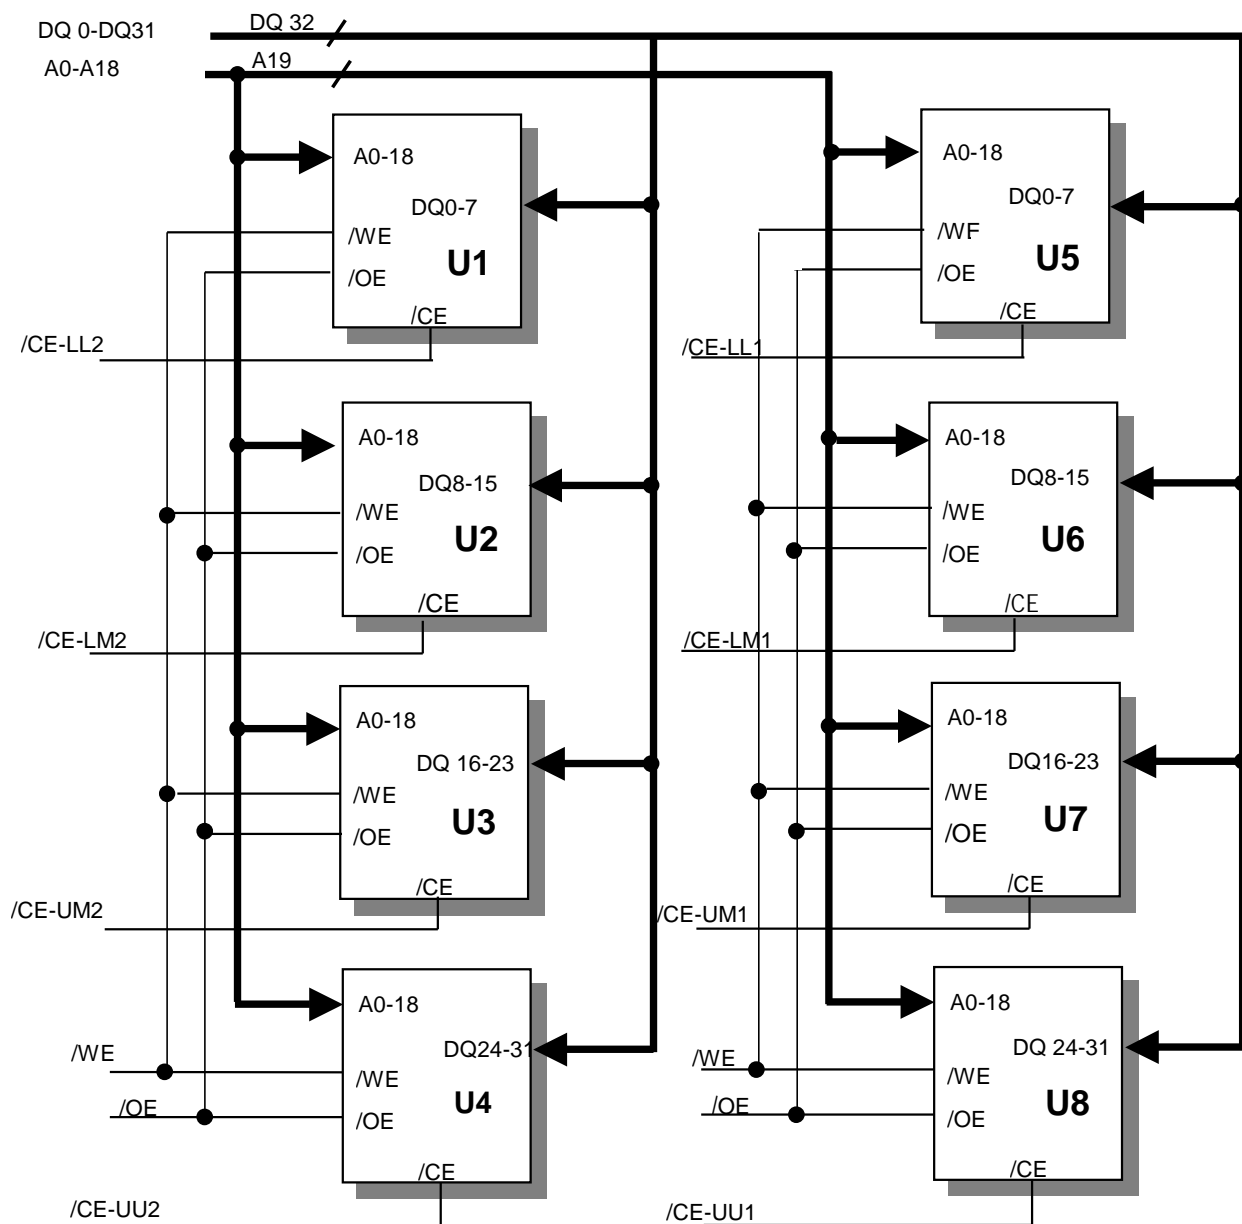 DQ 0-DQ31
DQ 32
A0-A18
A19
A0-18
DQ0-7
/WE
U1
/OE
/CE
/CE-LL2
A0-18
DQ0-7
/WF
U5
/OE
/CE
/CE-LL1
A0-18
DQ8-15
/WE
U2
/OE
/CE
/CE-LM2
A0-18
DQ8-15
/WE
U6
/OE
/CE
/CE-LM1
A0-18
DQ 16-23
/WE
U3
/OE
/CE
/CE-UM2
A0-18
DQ16-23
/WE
U7
/OE
/CE
/CE-UM1
A0-18
DQ24-31
/WE
/WE
U4
/OE
/OE
/CE
/CE-UU2
A0-18
DQ 24-31
/WE
/WE
U8
/OE
/OE
/CE
/CE-UU1